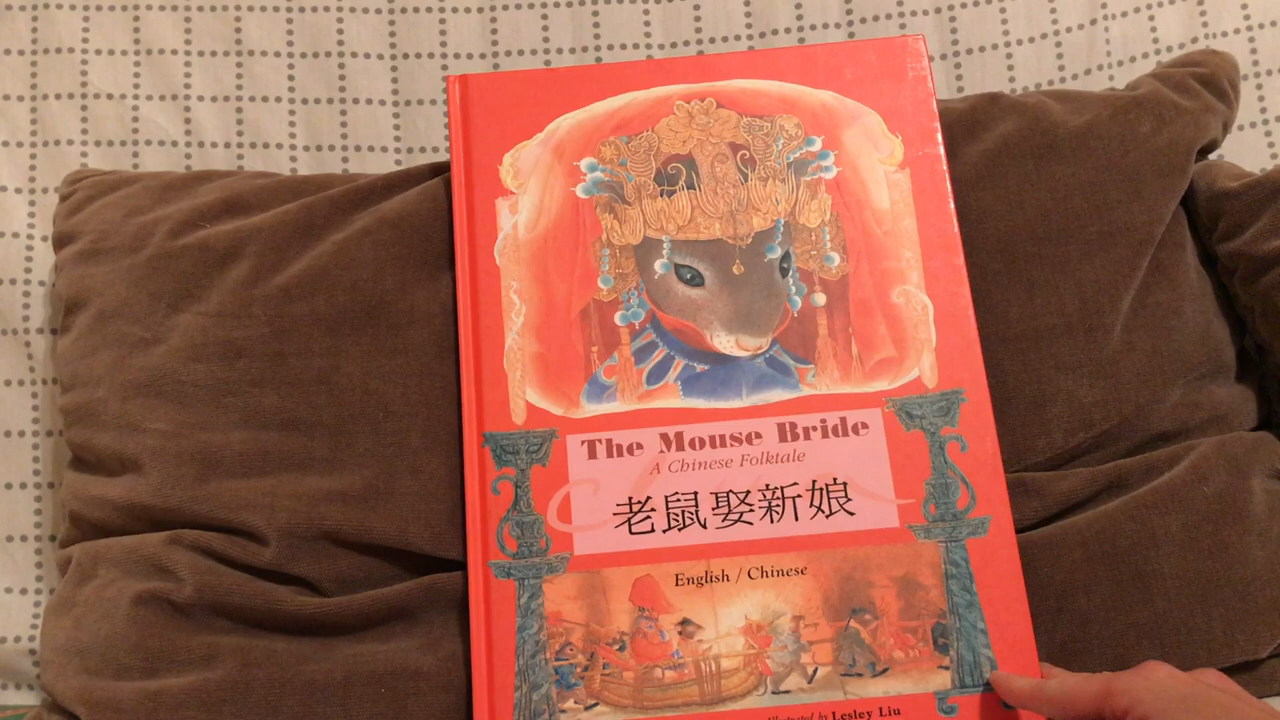 The Mouse Bride
A Chinese Folktale
老鼠娶新娘
English / Chinese
Illustrated by Lesley Liu